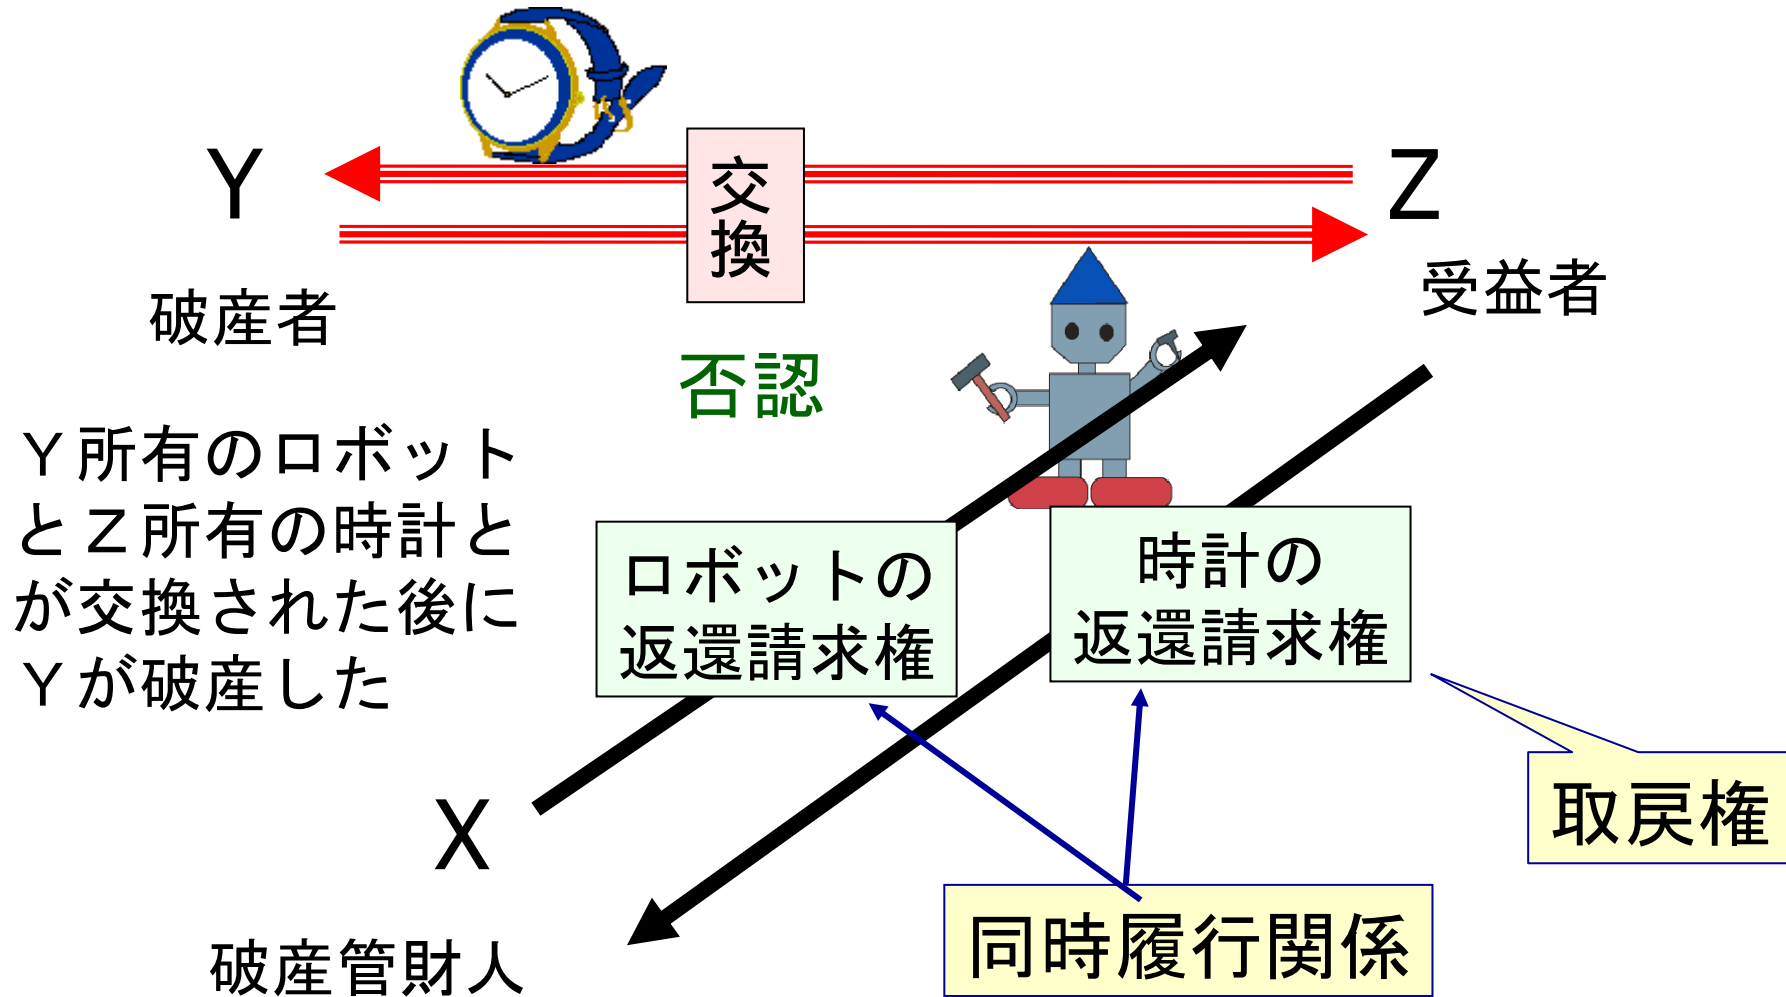 Y
交
換
Z
破産者
受益者
否認
Ｙ所有のロボット
とＺ所有の時計と
が交換された後に
Ｙが破産した
ロボットの
返還請求権
時計の
返還請求権
取戻権
X
破産管財人
同時履行関係